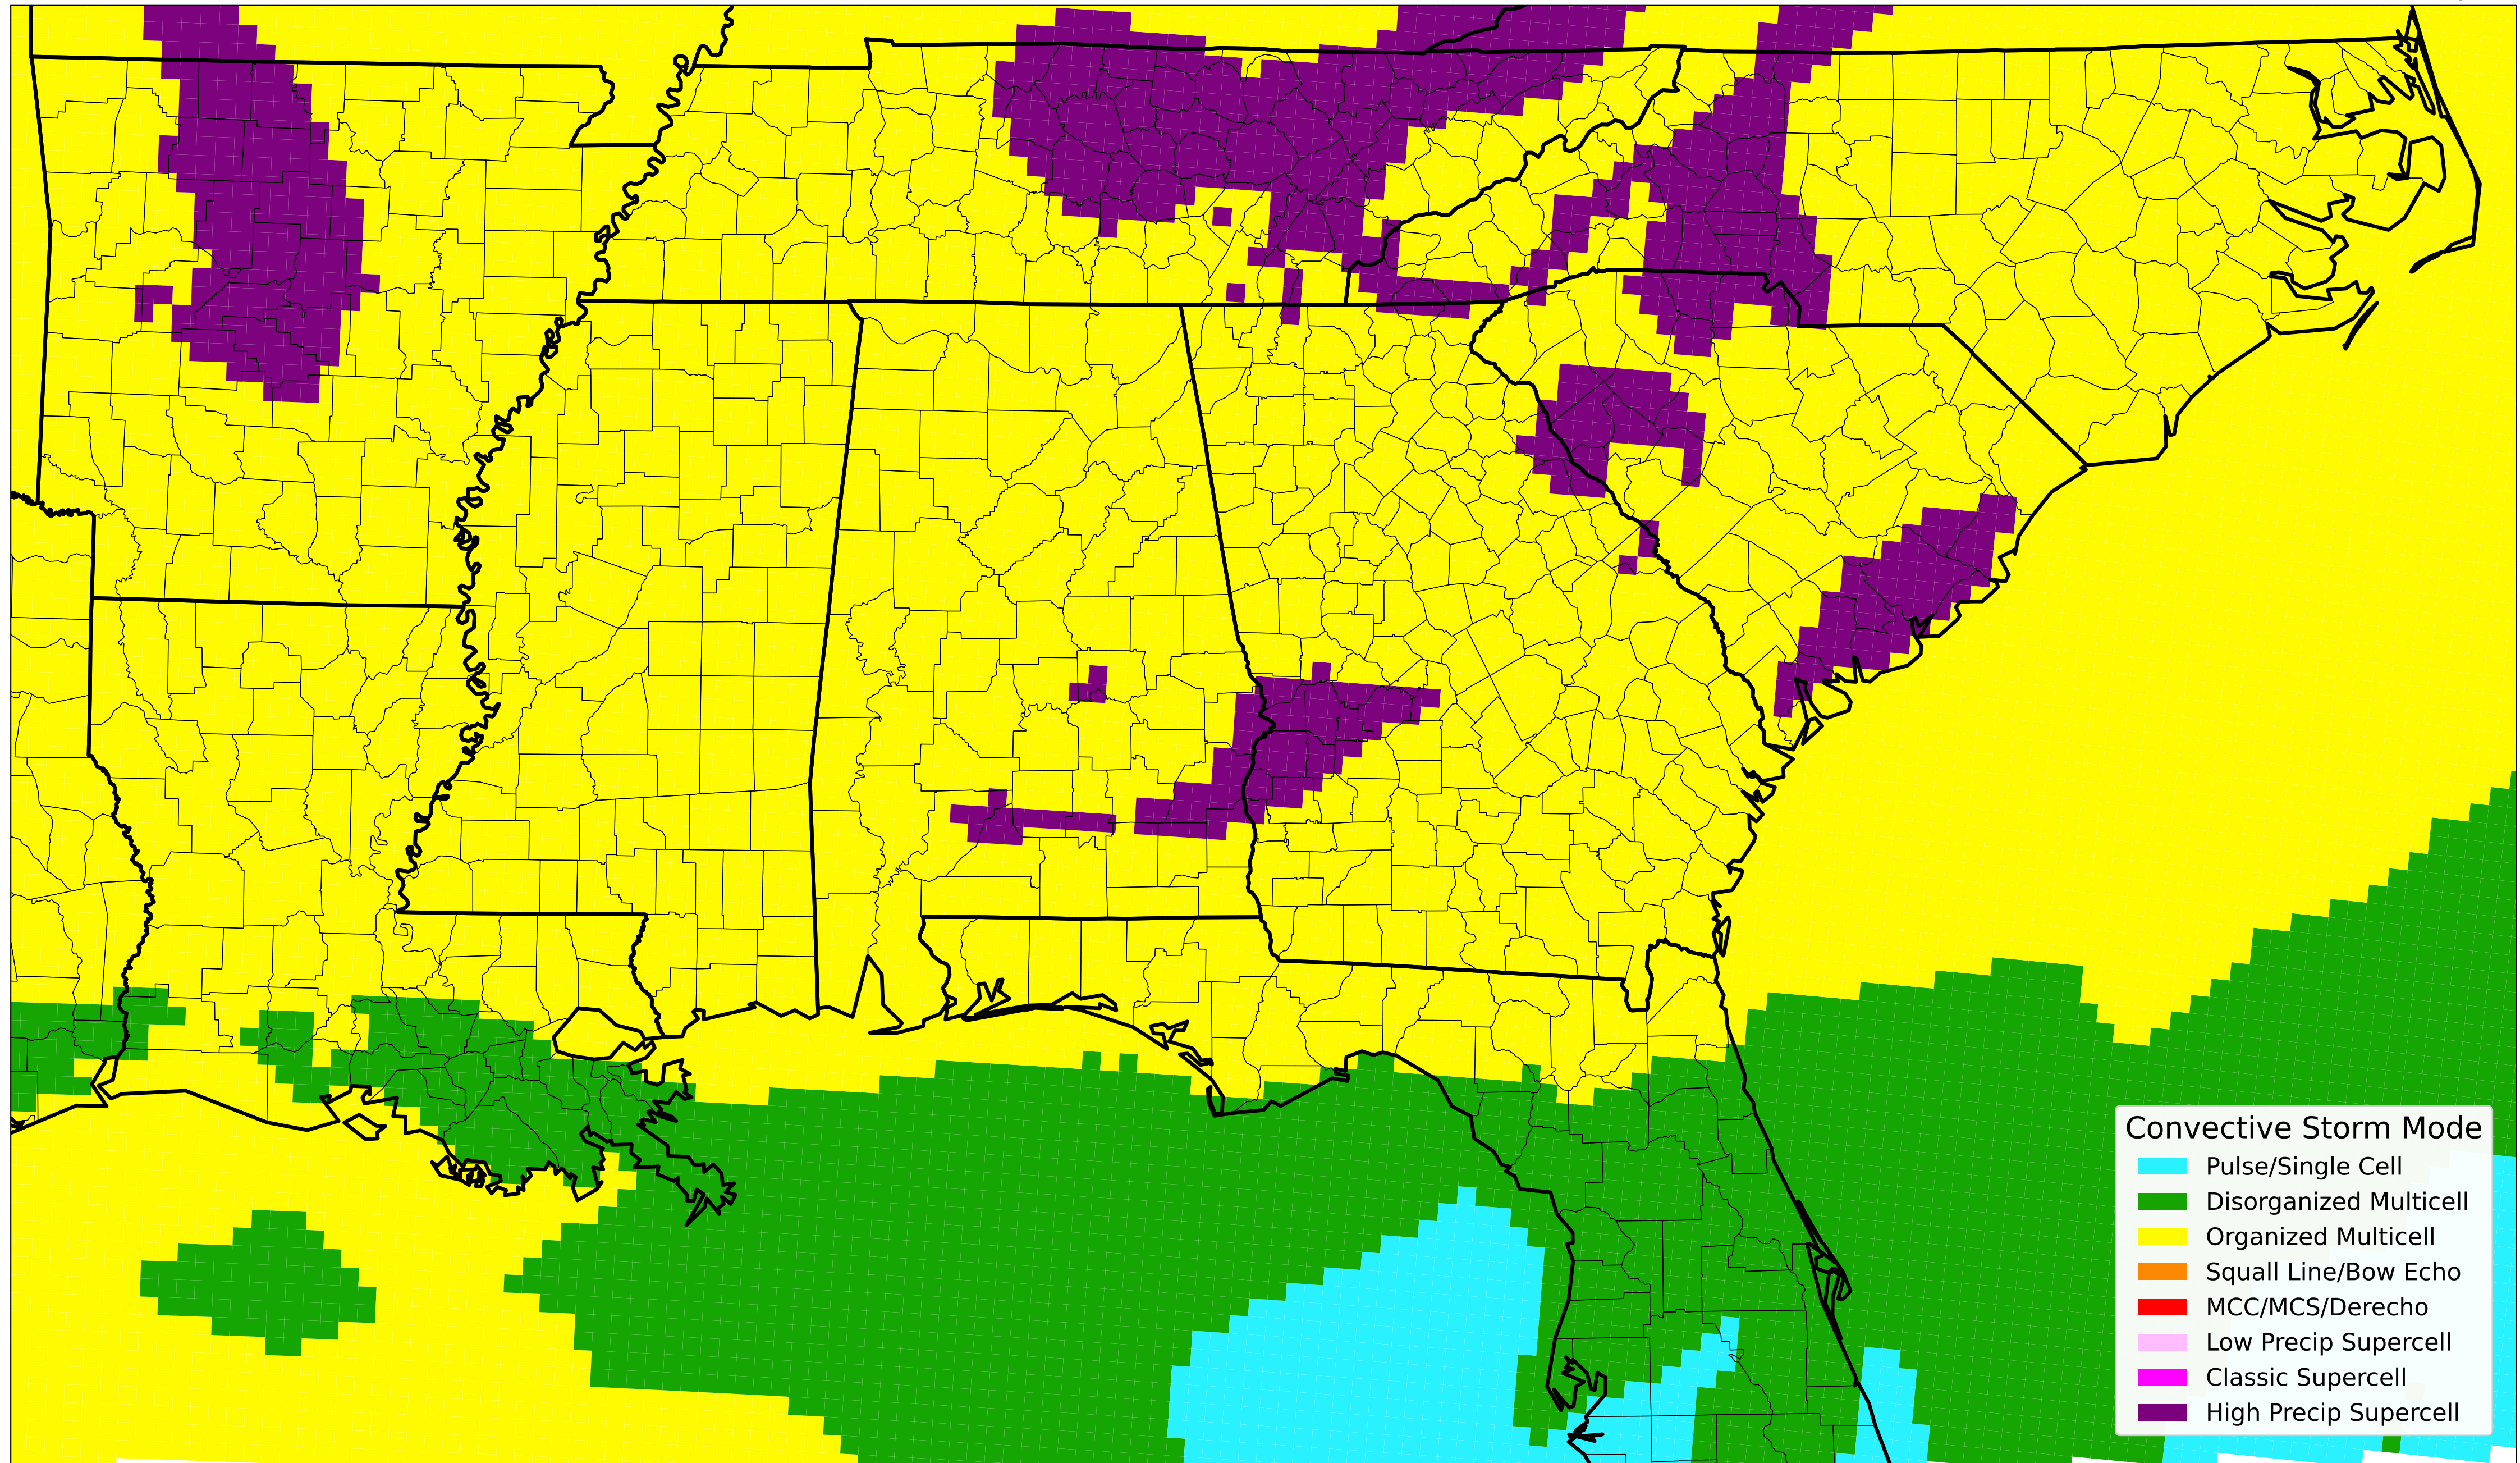 Convective Storm Mode
Pulse/Single Cell
Disorganized Multicell
Organized Multicell
Squall Line/Bow Echo
MCC/MCS/Derecho
Low Precip Supercell
Classic Supercell
High Precip Supercell